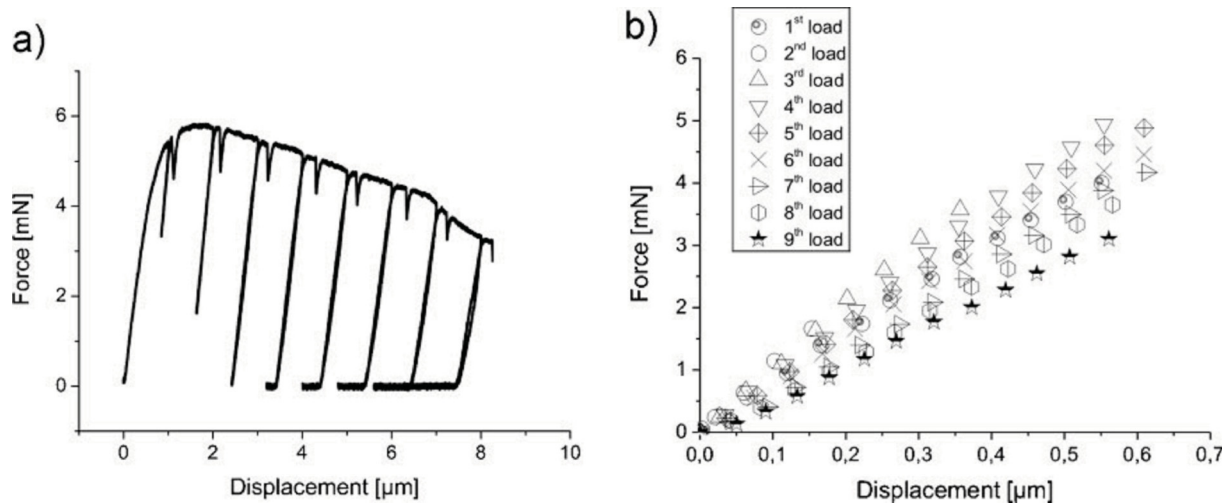 a)
Force [mN]
6
4
2
0
0 2 4 6 8 10
Displacement [µm]
b)
1st load
2nd load
3rd load
4th load
5th load
6th load
7th load
8th load
9th load
Force [mN]
6
5
4
3
2
1
0
0,0 0,1 0,2 0,3 0,4 0,5 0,6 0,7
Displacement [µm]